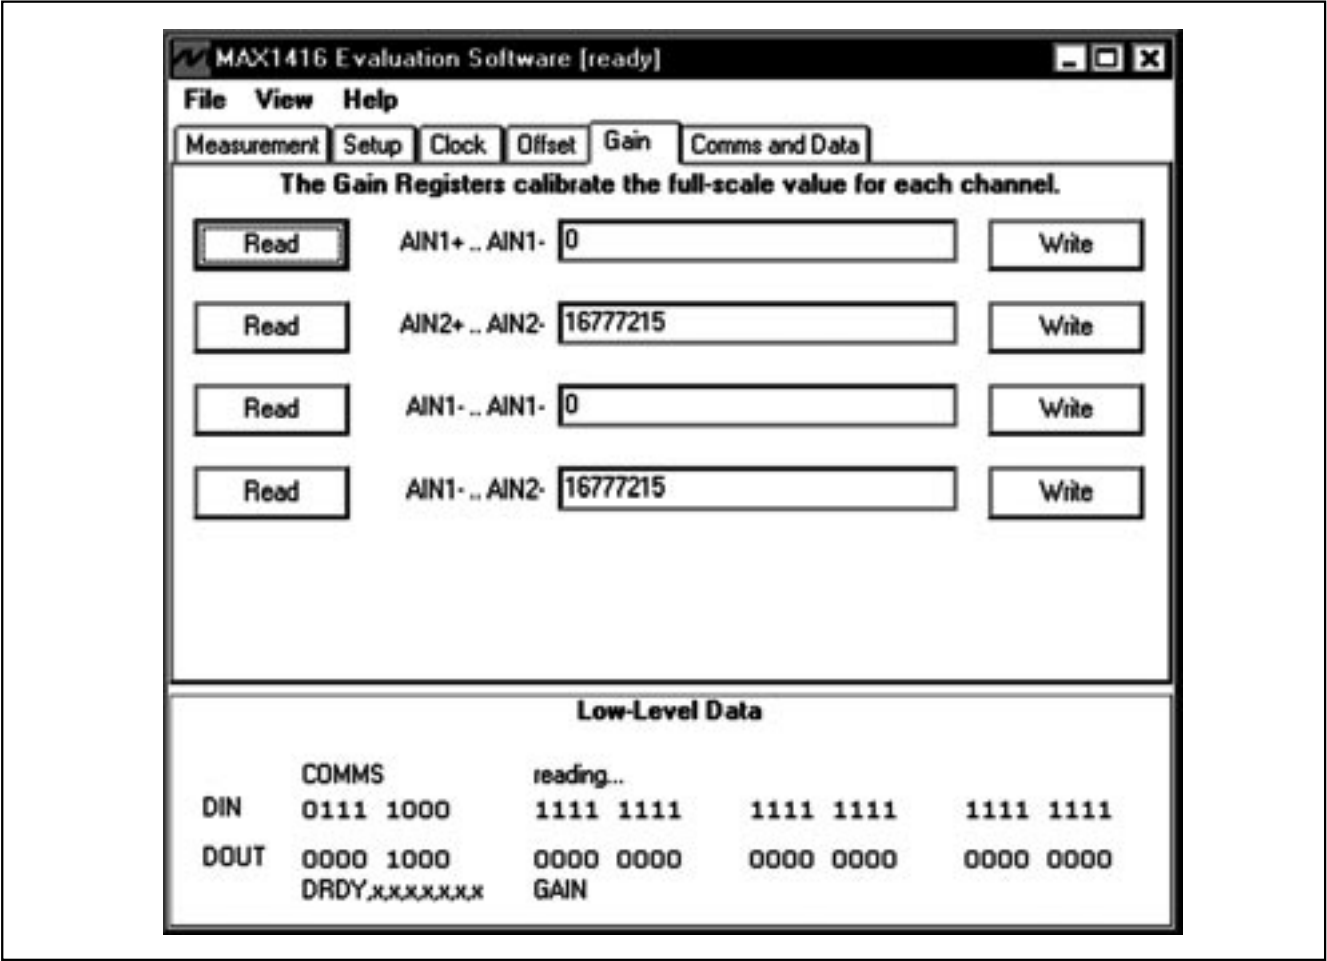 MAX1416 Evaluation Software [ready]
File View Help
Measurement Setup Clock Offset Gain Comms and Data
The Gain Registers calibrate the full-scale value for each channel.
Read AIN1+ .. AIN1- 0 Write
Read AIN2+ .. AIN2- 16777215 Write
Read AIN1- .. AIN1- 0 Write
Read AIN1- .. AIN2- 16777215 Write
Low-Level Data
COMMS reading...
DIN 0111 1000 1111 1111 1111 1111 1111 1111
DOUT 0000 1000 0000 0000 0000 0000 0000 0000
DRDY,x,x,x,x,x,x,x GAIN